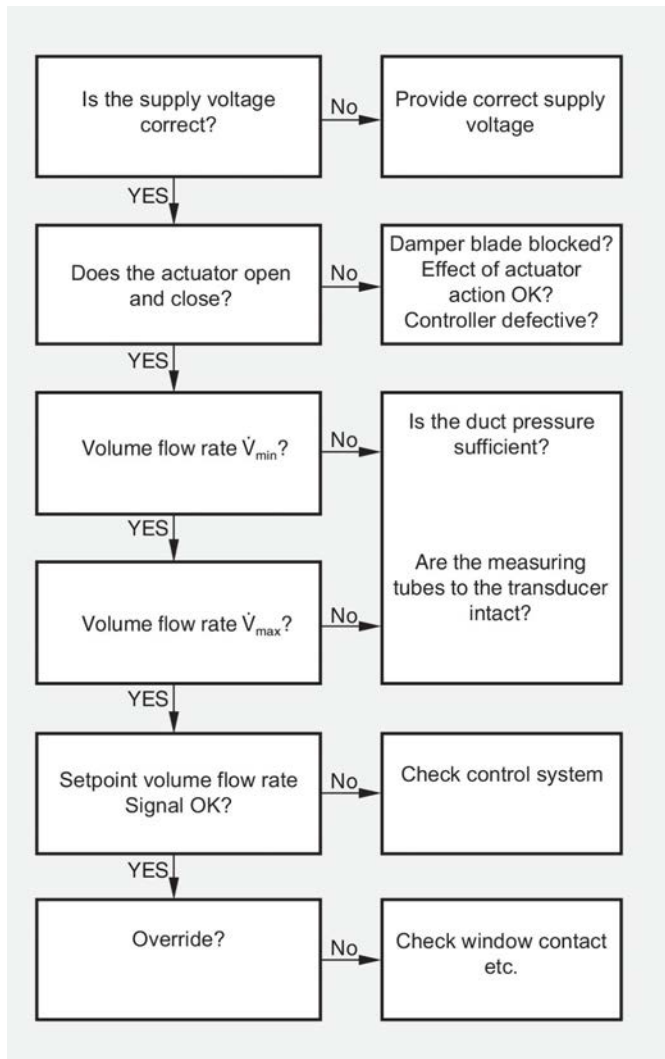 Is the supply voltage
correct?
No
Provide correct supply
voltage
YES
Does the actuator open
and close?
No
Damper blade blocked?
Effect of actuator
action OK?
Controller defective?
YES
Volume flow rate V̇min?
No
Is the duct pressure
sufficient?
YES
Are the measuring
tubes to the transducer
intact?
Volume flow rate V̇max?
No
YES
Setpoint volume flow rate
Signal OK?
No
Check control system
YES
Override?
No
Check window contact
etc.